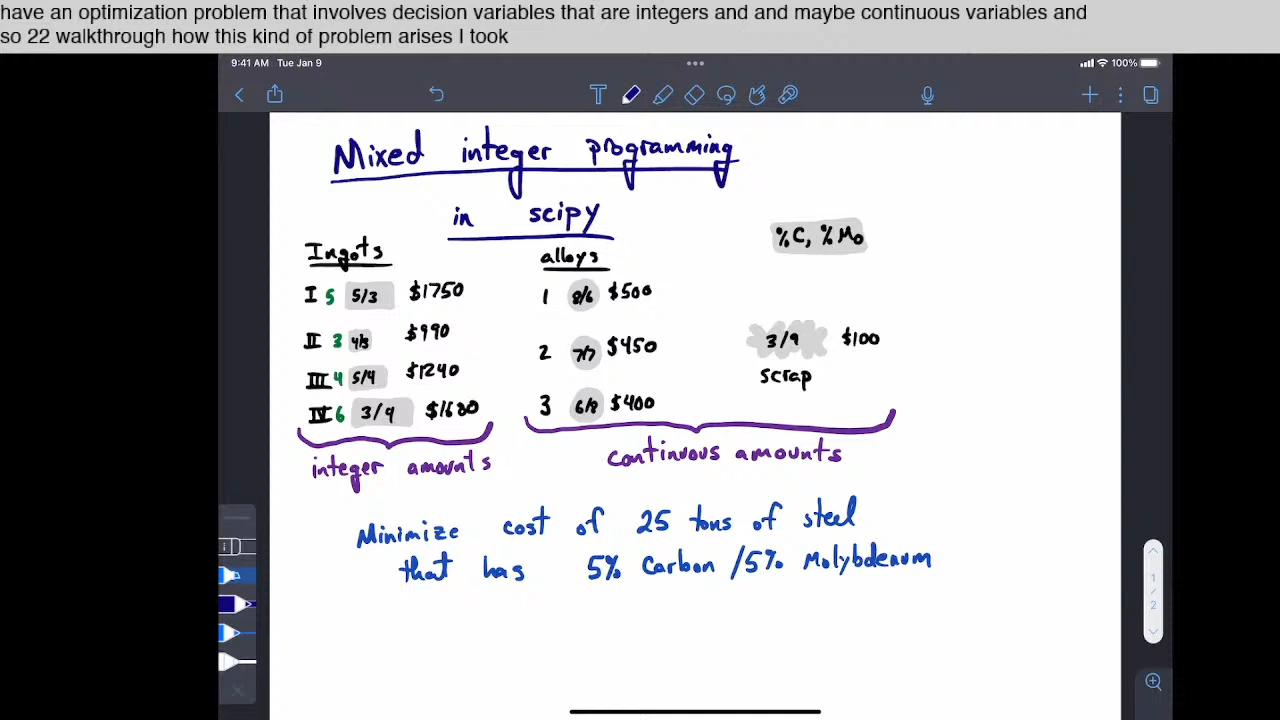 have an optimization problem that involves decision variables that are integers and and maybe continuous variables and
so 22 walkthrough how this kind of problem arises I took
9:41 AM Tue Jan 9
100%
Mixed integer programming
in scipy
%C, %Mo
Ingots
alloys
I 5 5/3 $1750
1 8/6 $500
II 3 4/3 $990
2 7/7 $450
3/9 $100
scrap
III 4 5/4 $1240
IV 6 3/4 $1680
3 6/8 $400
integer amounts
continuous amounts
Minimize cost of 25 tons of steel
that has 5% Carbon /5% Molybdenum
1
/
2